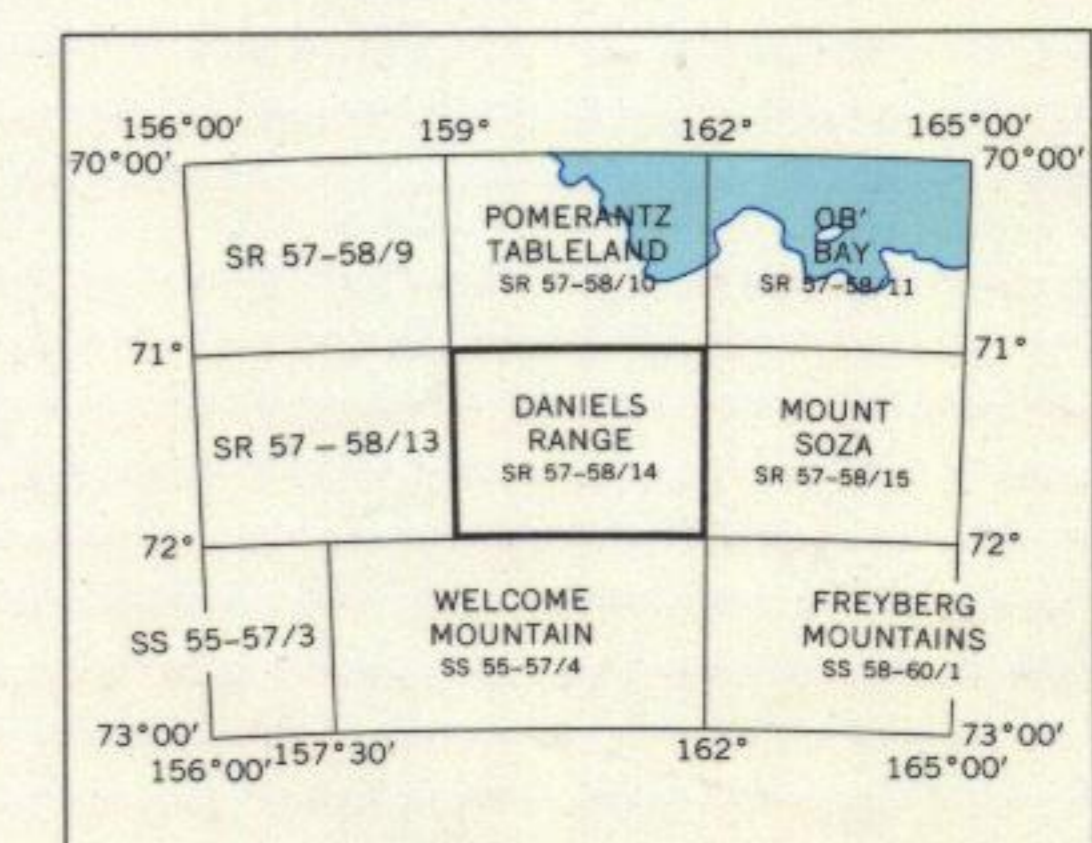 156°00'
159°
162°
165°00'
70°00'
70°00'
SR 57-58/9
POMERANTZ
TABLELAND
SR 57-58/10
OB'
BAY
SR 57-58/11
71°
71°
SR 57-58/13
DANIELS
RANGE
SR 57-58/14
MOUNT
SOZA
SR 57-58/15
72°
72°
SS 55-57/3
WELCOME
MOUNTAIN
SS 55-57/4
FREYBERG
MOUNTAINS
SS 58-60/1
73°00'
73°00'
156°00'
157°30'
162°
165°00'